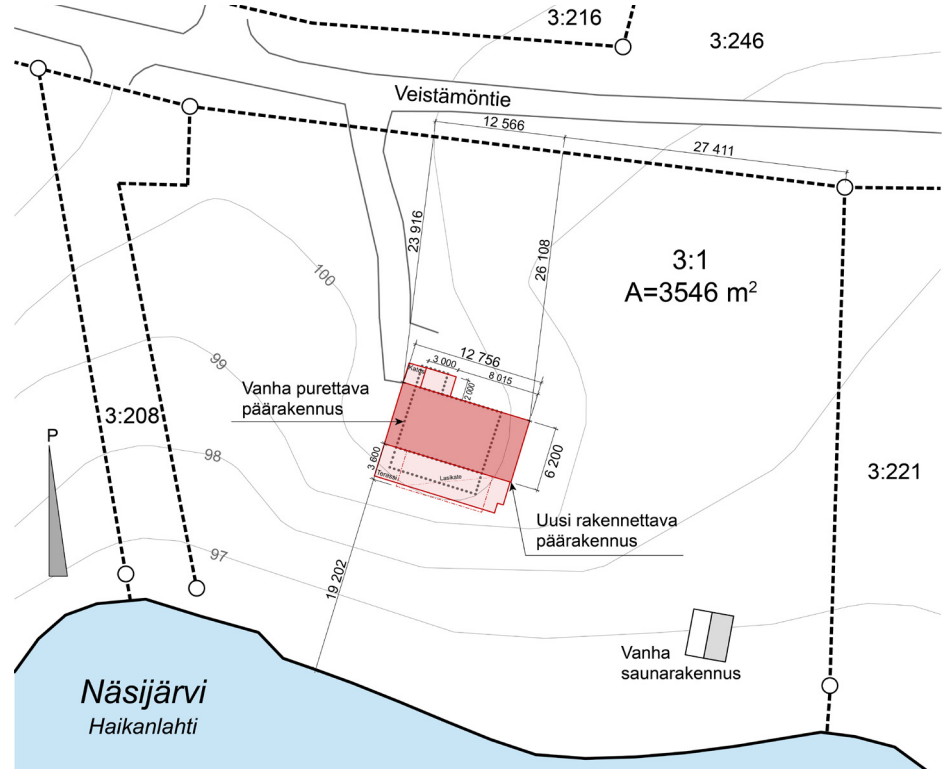 3:216
3:246
Veistämöntie
12 566
27 411
23 916
26 108
3:1
A=3546 m²
100
12 756
3 000
8 015
2 000
99
Vanha purettava
päärakennus
3:208
P
98
3 600
Terassi
Lasikate
6 200
3:221
Uusi rakennettava
päärakennus
97
19 202
Vanha
saunarakennus
Näsijärvi
Haikanlahti